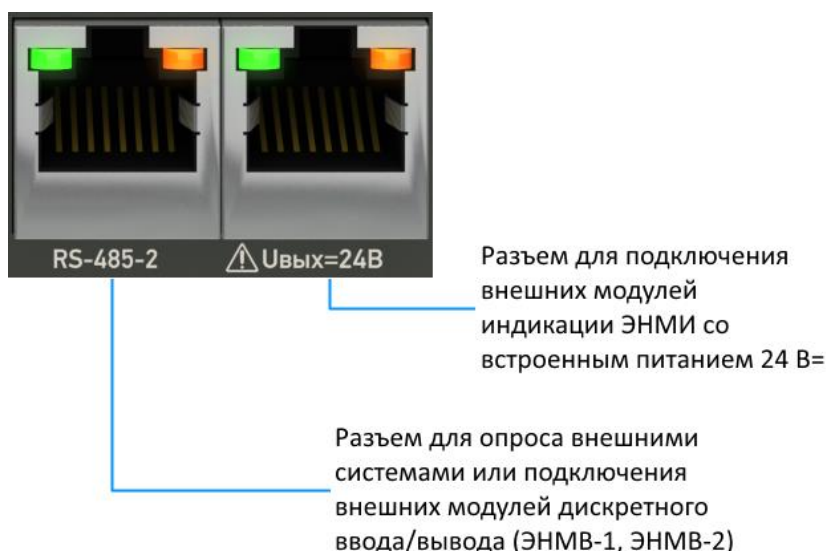 RS-485-2
⚠Uвых=24В
Разъем для подключения
внешних модулей
индикации ЭНМИ со
встроенным питанием 24 В=
Разъем для опроса внешними
системами или подключения
внешних модулей дискретного
ввода/вывода (ЭНМВ-1, ЭНМВ-2)